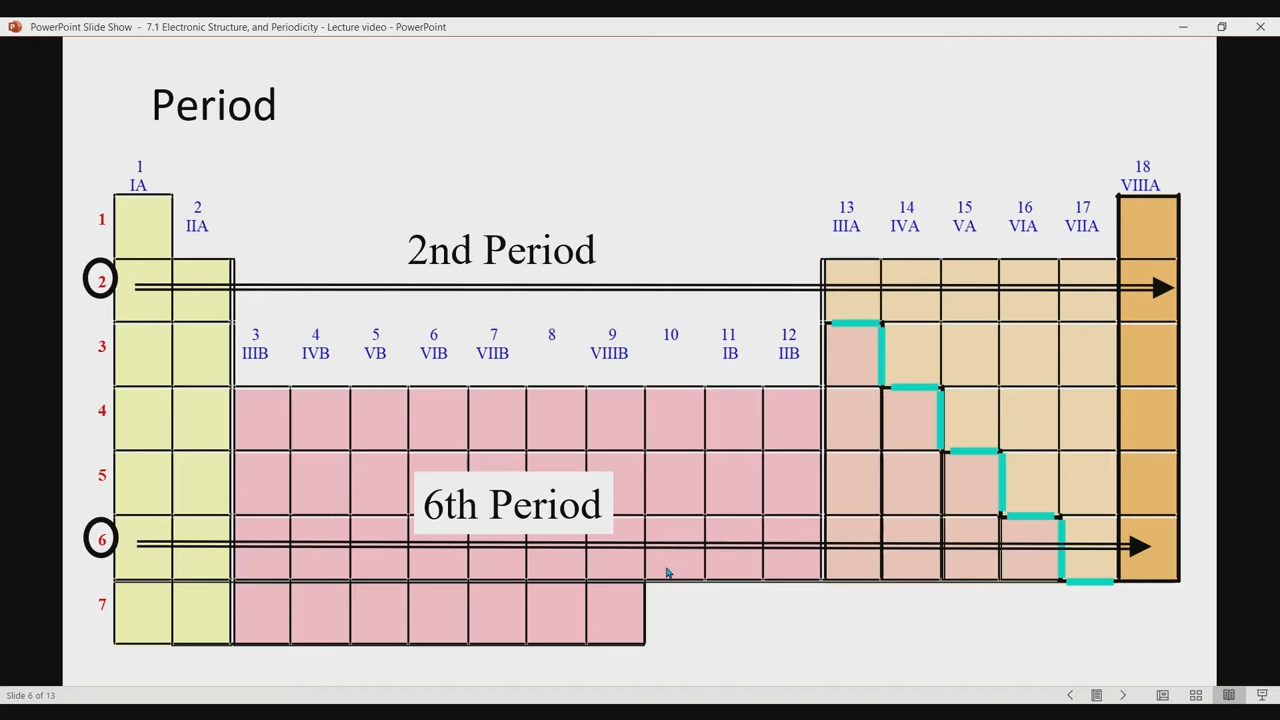 PowerPoint Slide Show - 7.1 Electronic Structure, and Periodicity - Lecture video - PowerPoint
Period
1
IA
18
VIIIA
2
IIA
13
IIIA
14
IVA
15
VA
16
VIA
17
VIIA
1
2nd Period
2
3
IIIB
4
IVB
5
VB
6
VIB
7
VIIB
8
9
VIIIB
10
11
IB
12
IIB
3
4
5
6th Period
6
7
Slide 6 of 13